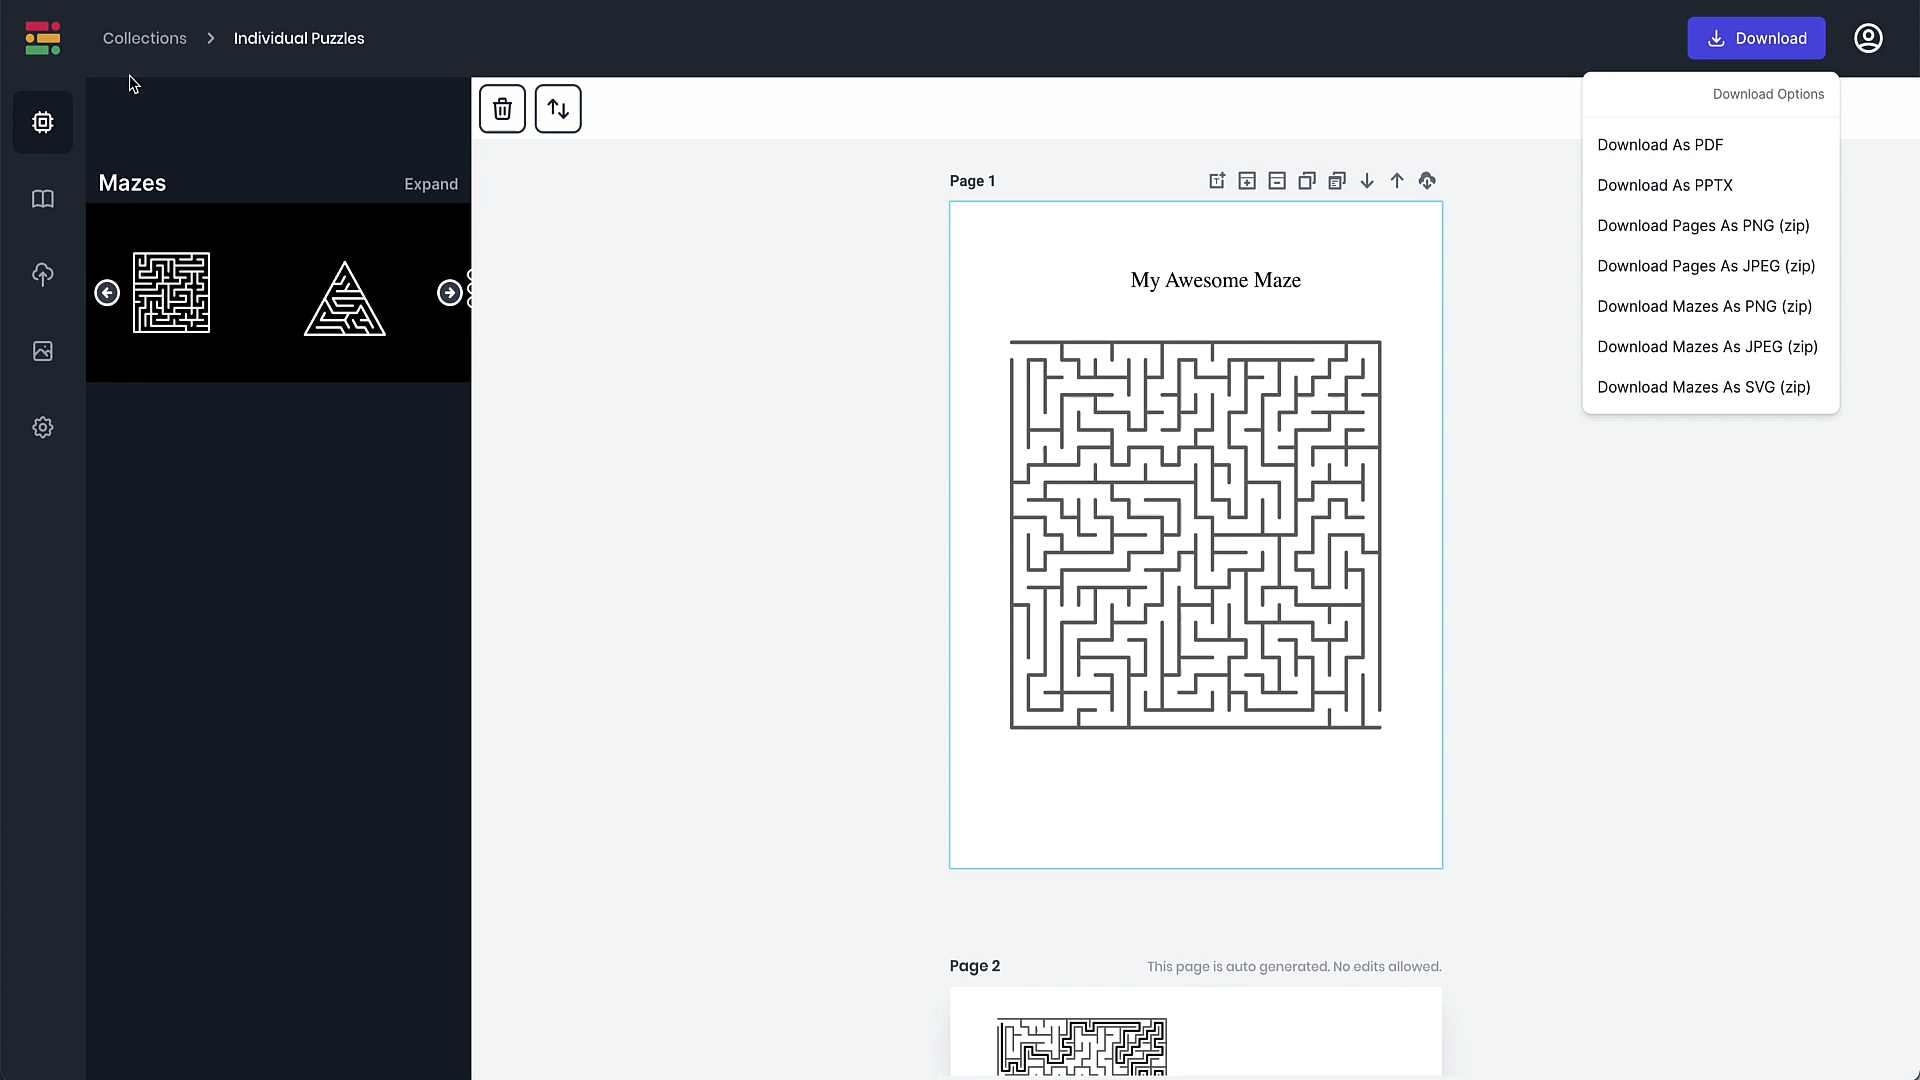 Collections > Individual Puzzles
Download
Download Options
Download As PDF
Download As PPTX
Download Pages As PNG (zip)
Download Pages As JPEG (zip)
Download Mazes As PNG (zip)
Download Mazes As JPEG (zip)
Download Mazes As SVG (zip)
Mazes
Expand
Page 1
My Awesome Maze
Page 2
This page is auto generated. No edits allowed.